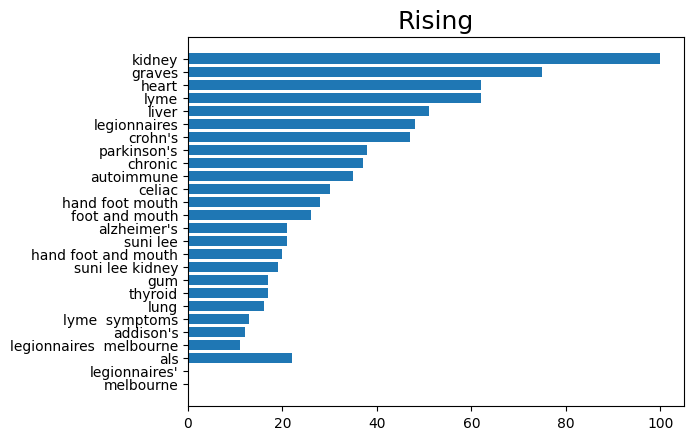 Rising
kidney
graves
heart
lyme
liver
legionnaires
crohn's
parkinson's
chronic
autoimmune
celiac
hand foot mouth
foot and mouth
alzheimer's
suni lee
hand foot and mouth
suni lee kidney
gum
thyroid
lung
lyme  symptoms
addison's
legionnaires  melbourne
als
legionnaires'
melbourne
0 20 40 60 80 100